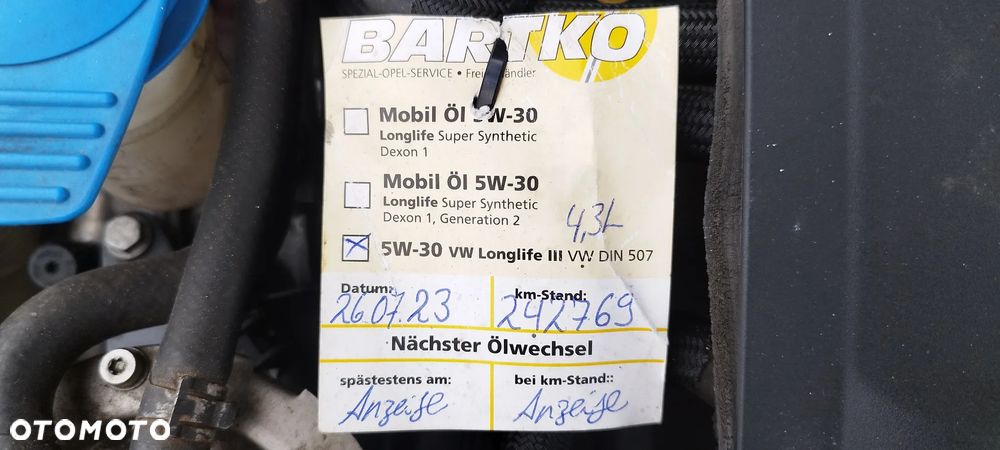 BARTKO
SPEZIAL-OPEL-SERVICE • händler
Mobil Öl 5W-30
Longlife Super Synthetic
Dexon 1
Mobil Öl 5W-30
Longlife Super Synthetic
Dexon 1, Generation 2
4,3L
5W-30 VW Longlife III VW DIN 507
Datum: km-Stand:
26.07.23 242769
Nächster Ölwechsel
spästestens am: bei km-Stand::
Anzeige Anzeige
OTOMOTO